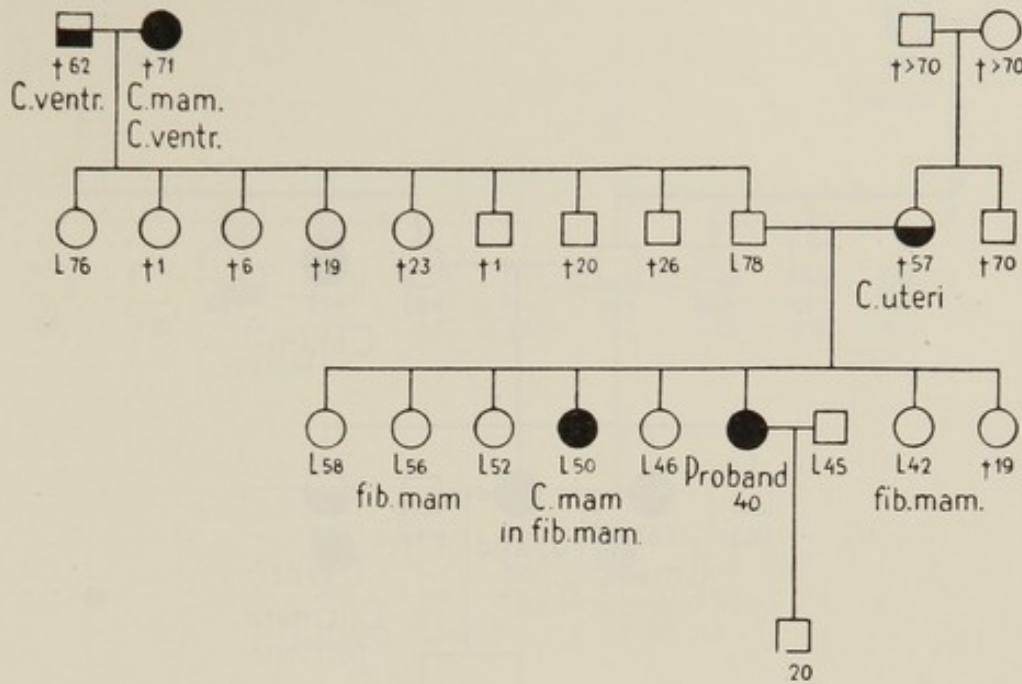 †62 †71 †>70 †>70
C.ventr. C.mam.
C.ventr.
L76 †1 †6 †19 †23 †1 †20 †26 L78 †57 †70
C.uteri
L58 L56 L52 L50 L46 Proband L45 L42 †19
fib.mam C.mam 40 fib.mam.
in fib.mam.
20